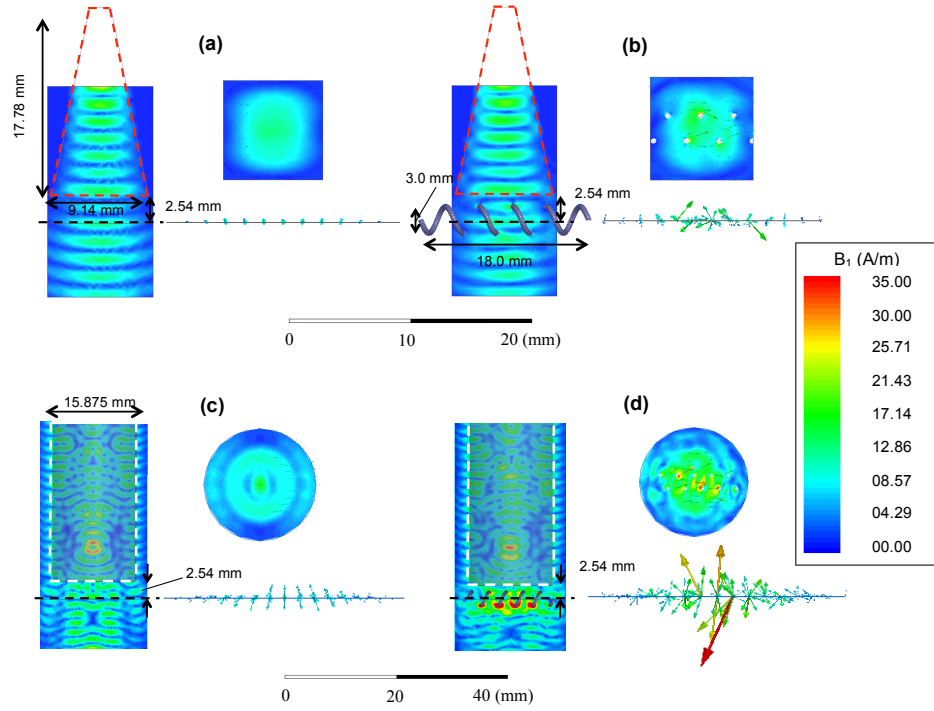 (a)
(b)
17.78 mm
9.14 mm
2.54 mm
3.0 mm
2.54 mm
18.0 mm
0 10 20 (mm)
B₁ (A/m)
35.00
30.00
25.71
21.43
17.14
12.86
08.57
04.29
00.00
(c)
(d)
15.875 mm
2.54 mm
2.54 mm
0 20 40 (mm)